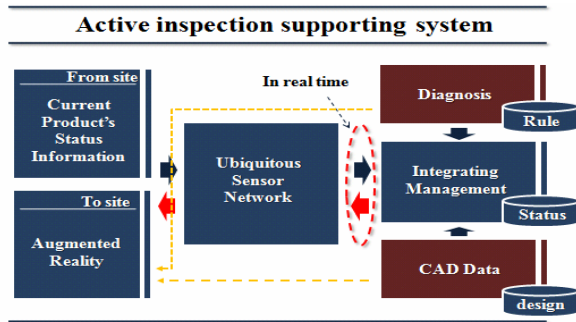 Active inspection supporting system
From site
Current
Product's
Status
Information
To site
Augmented
Reality
Ubiquitous
Sensor
Network
In real time
Diagnosis
Rule
Integrating
Management
Status
CAD Data
design